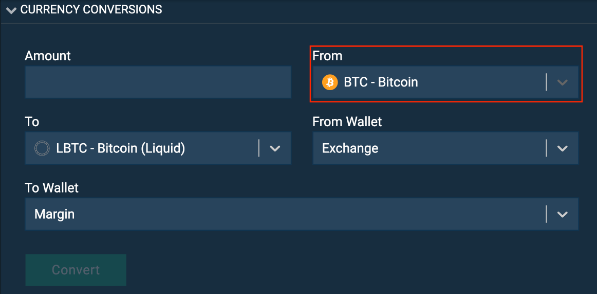 CURRENCY CONVERSIONS
Amount
From
BTC - Bitcoin
To
From Wallet
LBTC - Bitcoin (Liquid)
Exchange
To Wallet
Margin
Convert